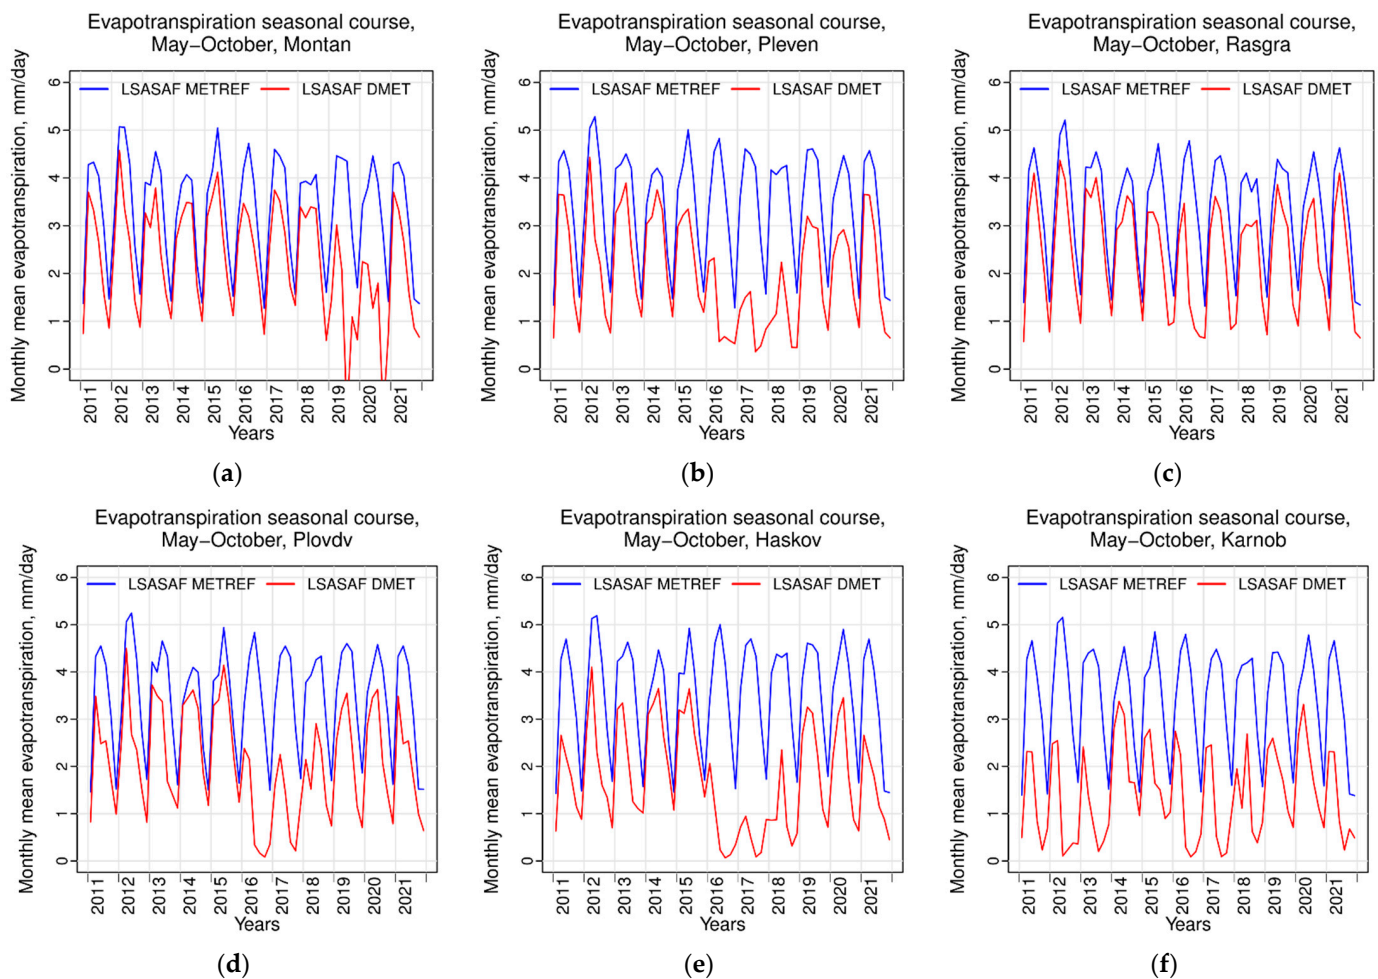 Evapotranspiration seasonal course,
May−October, Montan
Monthly mean evapotranspiration, mm/day
6
5
4
3
2
1
0
LSASAF METREF
LSASAF DMET
2011
2012
2013
2014
2015
2016
2017
2018
2019
2020
2021
Years
(a)
Evapotranspiration seasonal course,
May−October, Pleven
Monthly mean evapotranspiration, mm/day
6
5
4
3
2
1
0
LSASAF METREF
LSASAF DMET
2011
2012
2013
2014
2015
2016
2017
2018
2019
2020
2021
Years
(b)
Evapotranspiration seasonal course,
May−October, Rasgra
Monthly mean evapotranspiration, mm/day
6
5
4
3
2
1
0
LSASAF METREF
LSASAF DMET
2011
2012
2013
2014
2015
2016
2017
2018
2019
2020
2021
Years
(c)
Evapotranspiration seasonal course,
May−October, Plovdv
Monthly mean evapotranspiration, mm/day
6
5
4
3
2
1
0
LSASAF METREF
LSASAF DMET
2011
2012
2013
2014
2015
2016
2017
2018
2019
2020
2021
Years
(d)
Evapotranspiration seasonal course,
May−October, Haskov
Monthly mean evapotranspiration, mm/day
6
5
4
3
2
1
0
LSASAF METREF
LSASAF DMET
2011
2012
2013
2014
2015
2016
2017
2018
2019
2020
2021
Years
(e)
Evapotranspiration seasonal course,
May−October, Karnob
Monthly mean evapotranspiration, mm/day
6
5
4
3
2
1
0
LSASAF METREF
LSASAF DMET
2011
2012
2013
2014
2015
2016
2017
2018
2019
2020
2021
Years
(f)